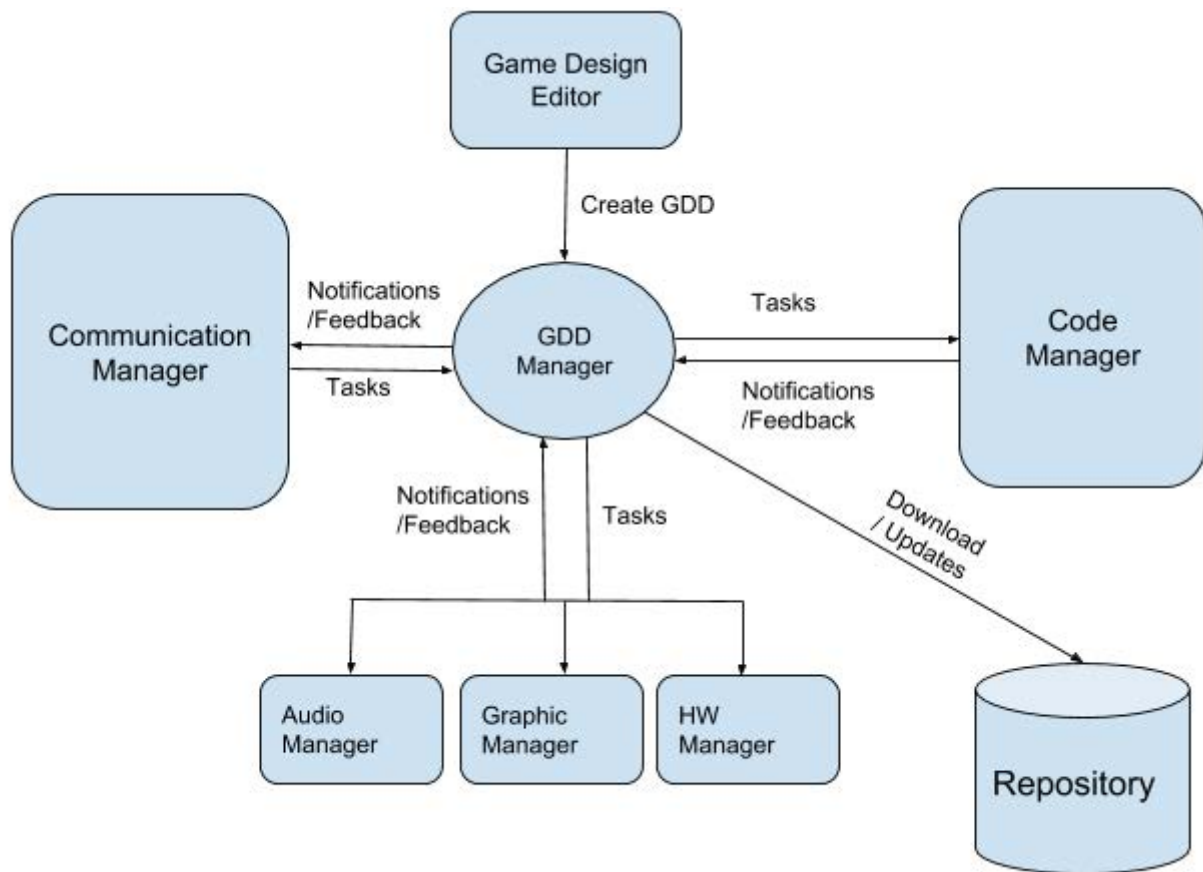 Game Design
Editor
Create GDD
Communication
Manager
Notifications
/Feedback
Tasks
GDD
Manager
Tasks
Notifications
/Feedback
Code
Manager
Notifications
/Feedback
Tasks
Download
/ Updates
Audio
Manager
Graphic
Manager
HW
Manager
Repository